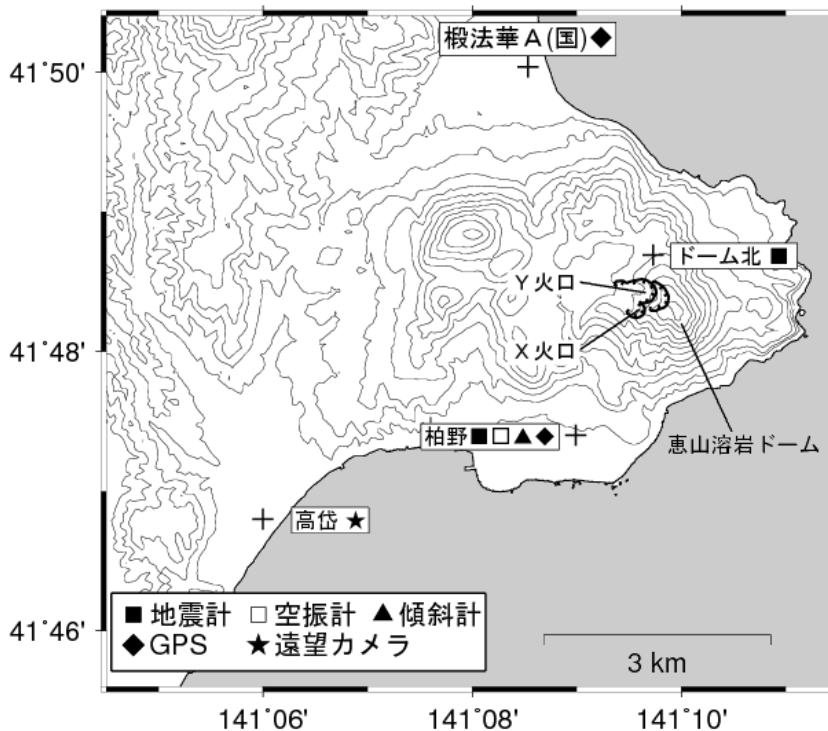 椴法華A(国)◆
41°50'
ドーム北 ■
Y火口
41°48'
X火口
恵山溶岩ドーム
柏野■□▲◆
高岱 ★
■地震計 □空振計 ▲傾斜計
◆GPS ★遠望カメラ
41°46'
3 km
141°06'
141°08'
141°10'